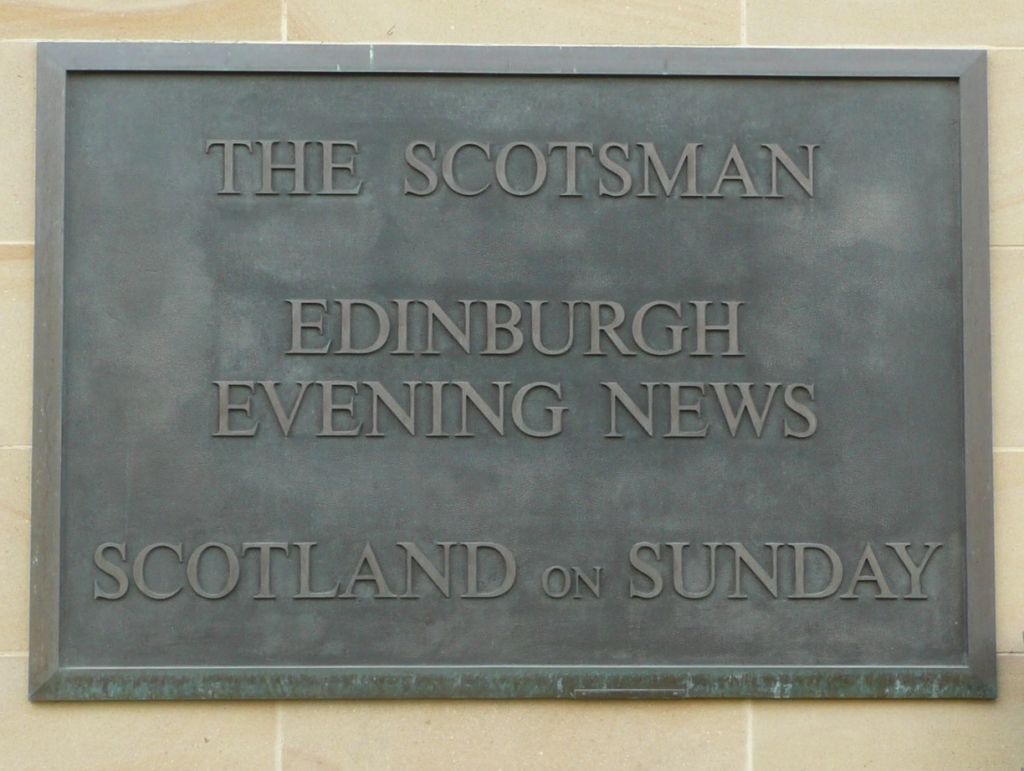 THE SCOTSMAN
EDINBURGH
EVENING NEWS
SCOTLAND ON SUNDAY